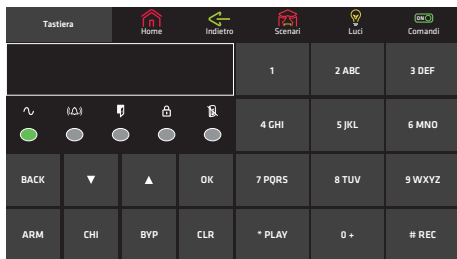 Tastiera
Home
Indietro
Scenari
Luci
ON
Comandi
1
2 ABC
3 DEF
4 GHI
5 JKL
6 MNO
BACK
▼
▲
OK
7 PQRS
8 TUV
9 WXYZ
ARM
CHI
BYP
CLR
* PLAY
0 +
# REC